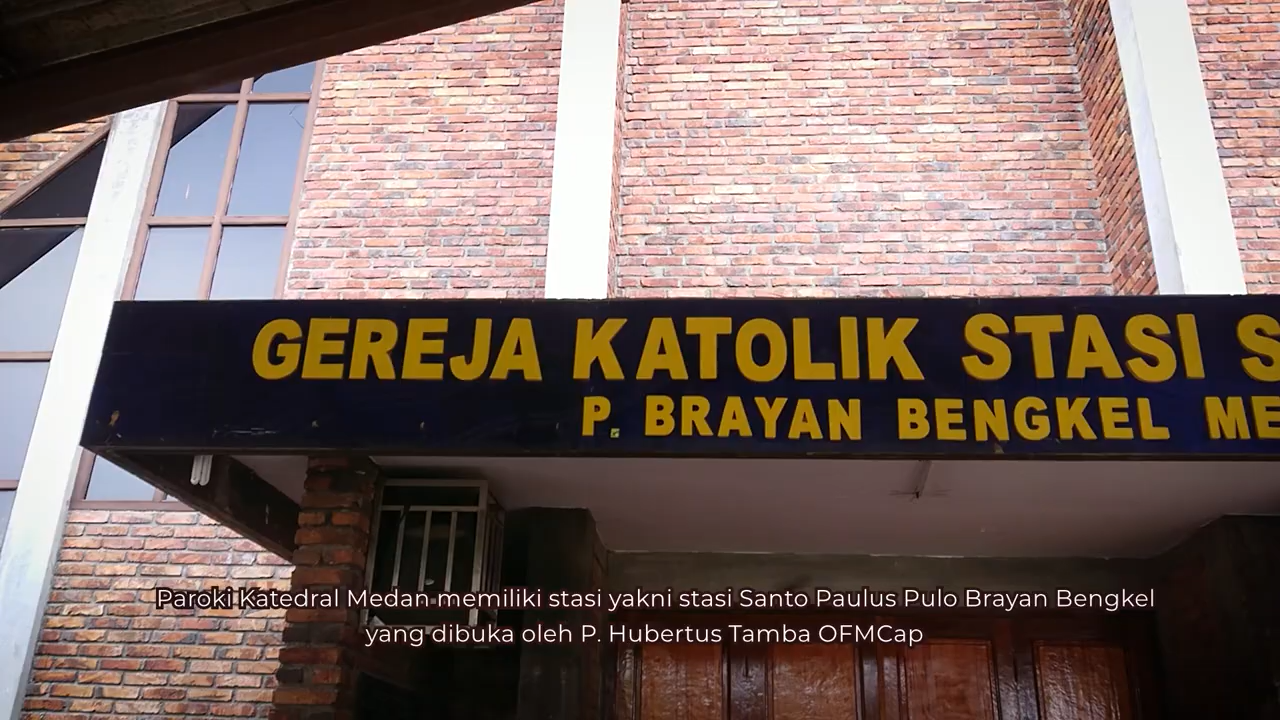 GEREJA KATOLIK STASI S
P. BRAYAN BENGKEL ME
Paroki Katedral Medan memiliki stasi yakni stasi Santo Paulus Pulo Brayan Bengkel
yang dibuka oleh P. Hubertus Tamba OFMCap